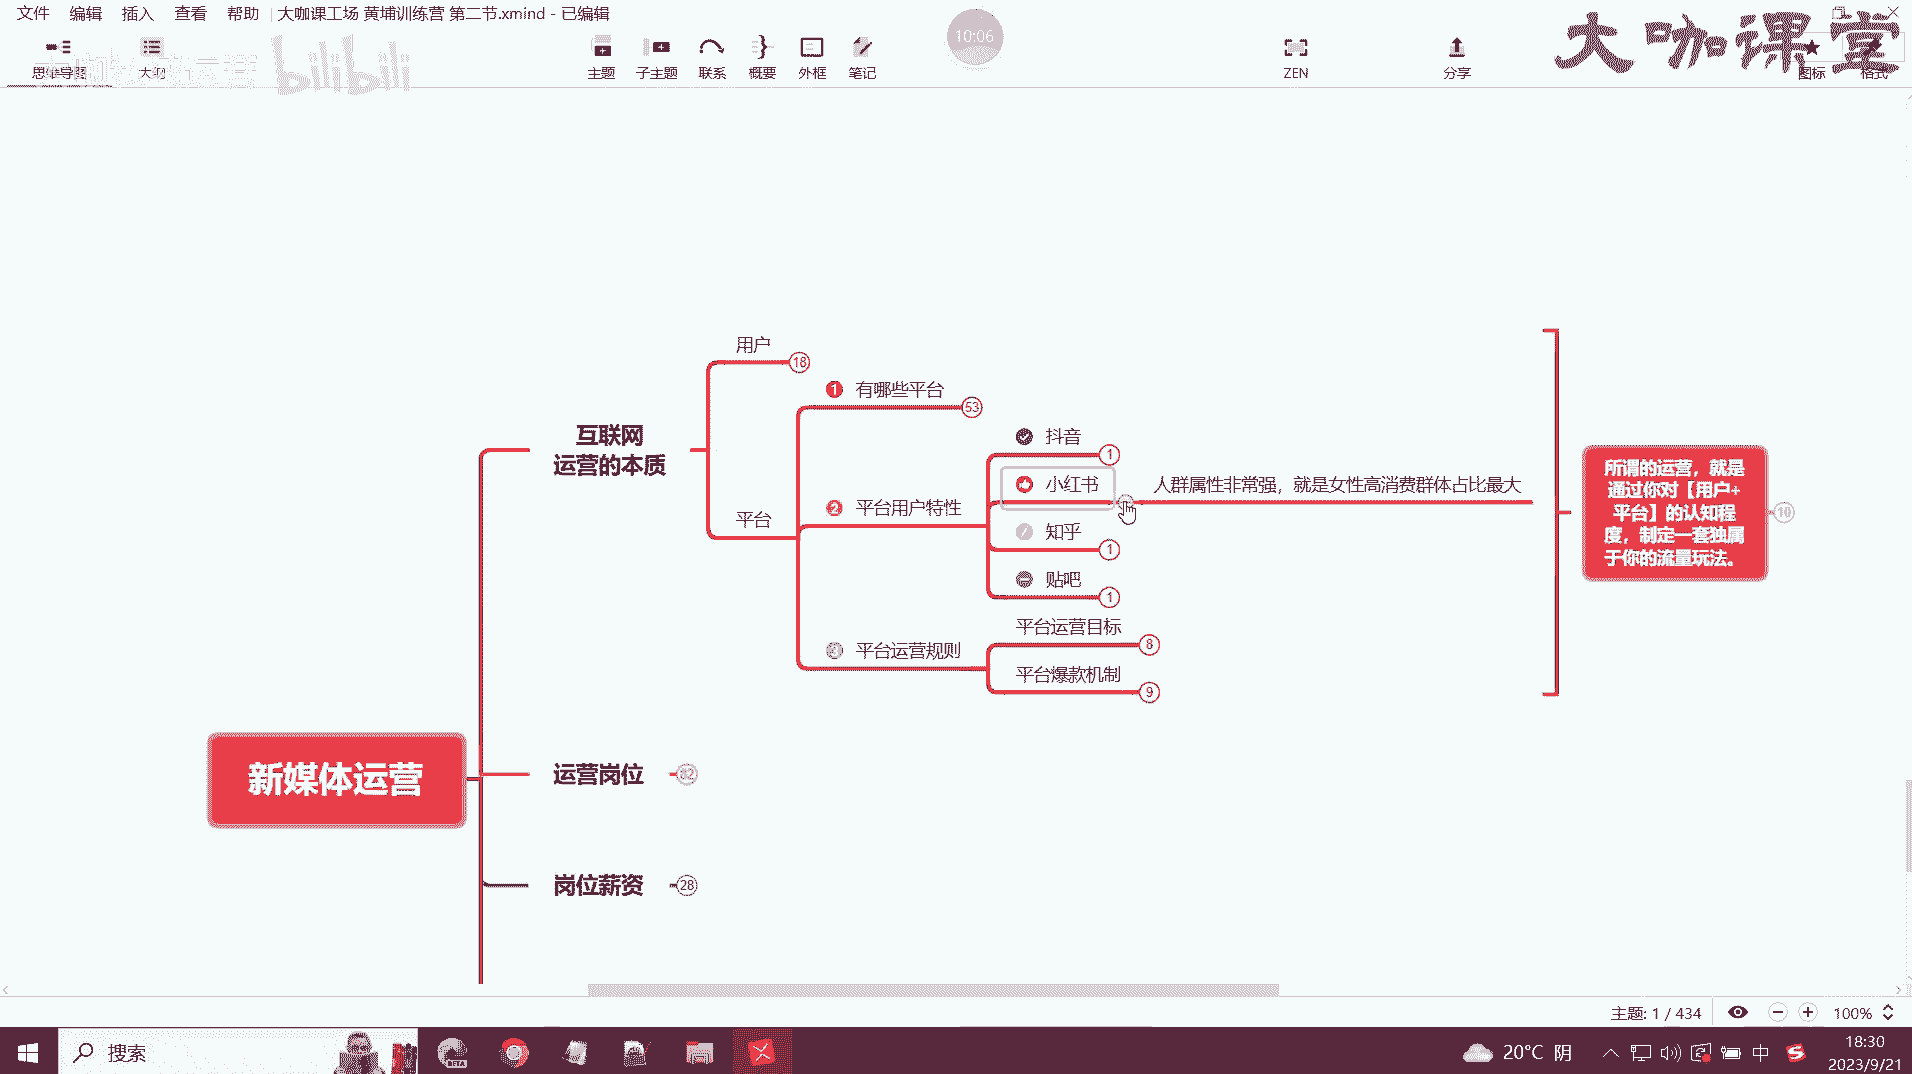 文件 编辑 插入 查看 帮助 大咖课工场 黄埔训练营 第二节.xmind - 已编辑
大咖课堂
bilibili
10:06
思维导图 大纲 主题 子主题 联系 概要 外框 笔记 ZEN 分享 图标 格式
用户 18
1 有哪些平台 53
互联网
运营的本质
抖音 1
小红书 人群属性非常强，就是女性高消费群体占比最大
2 平台用户特性
平台
知乎 1
贴吧 1
平台运营目标 8
3 平台运营规则
平台爆款机制 9
所谓的运营，就是
通过你对【用户+
平台】的认知程
度，制定一套独属
于你的流量玩法。
10
新媒体运营
运营岗位
岗位薪资 28
主题: 1 / 434 100%
搜索 BETA 20°C 阴 中 18:30
2023/9/21